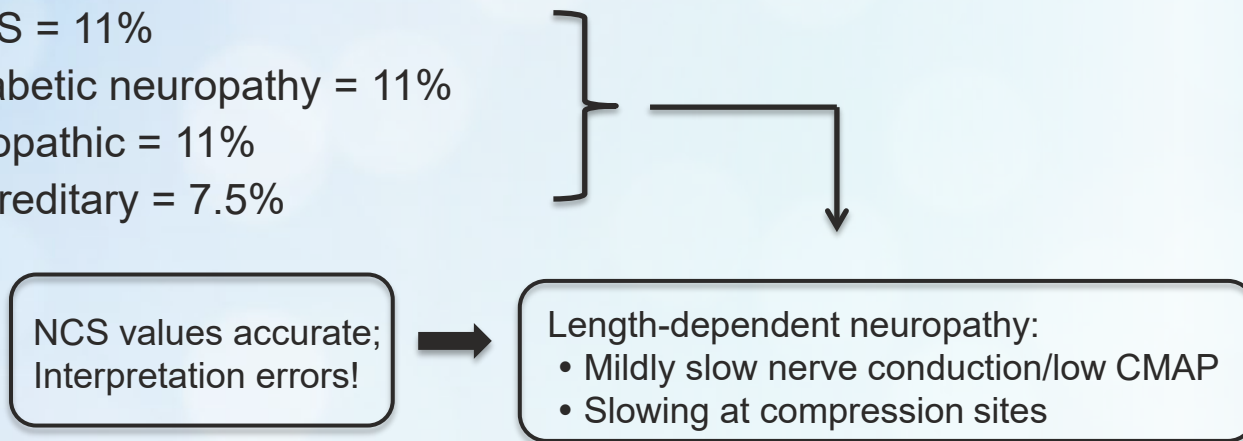 S = 11%
abetic neuropathy = 11%
opathic = 11%
reditary = 7.5%
NCS values accurate;
Interpretation errors!
Length-dependent neuropathy:
• Mildly slow nerve conduction/low CMAP
• Slowing at compression sites